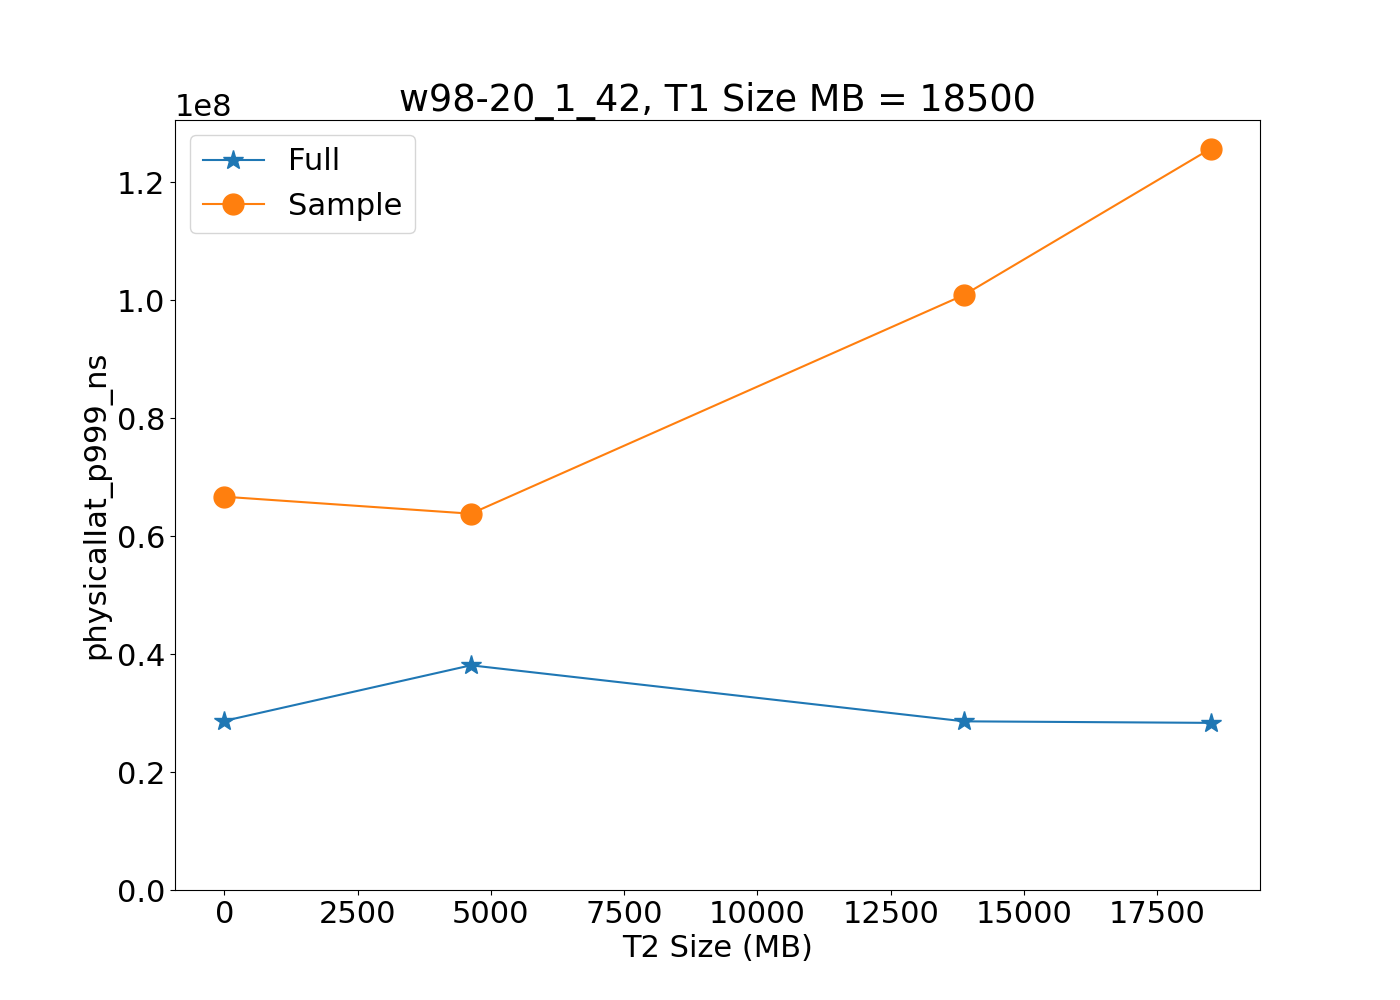 w98-20_1_42, T1 Size MB = 18500
1e8
Full
Sample
1.2
1.0
0.8
0.6
0.4
0.2
0.0
physicallat_p999_ns
0 2500 5000 7500 10000 12500 15000 17500
T2 Size (MB)